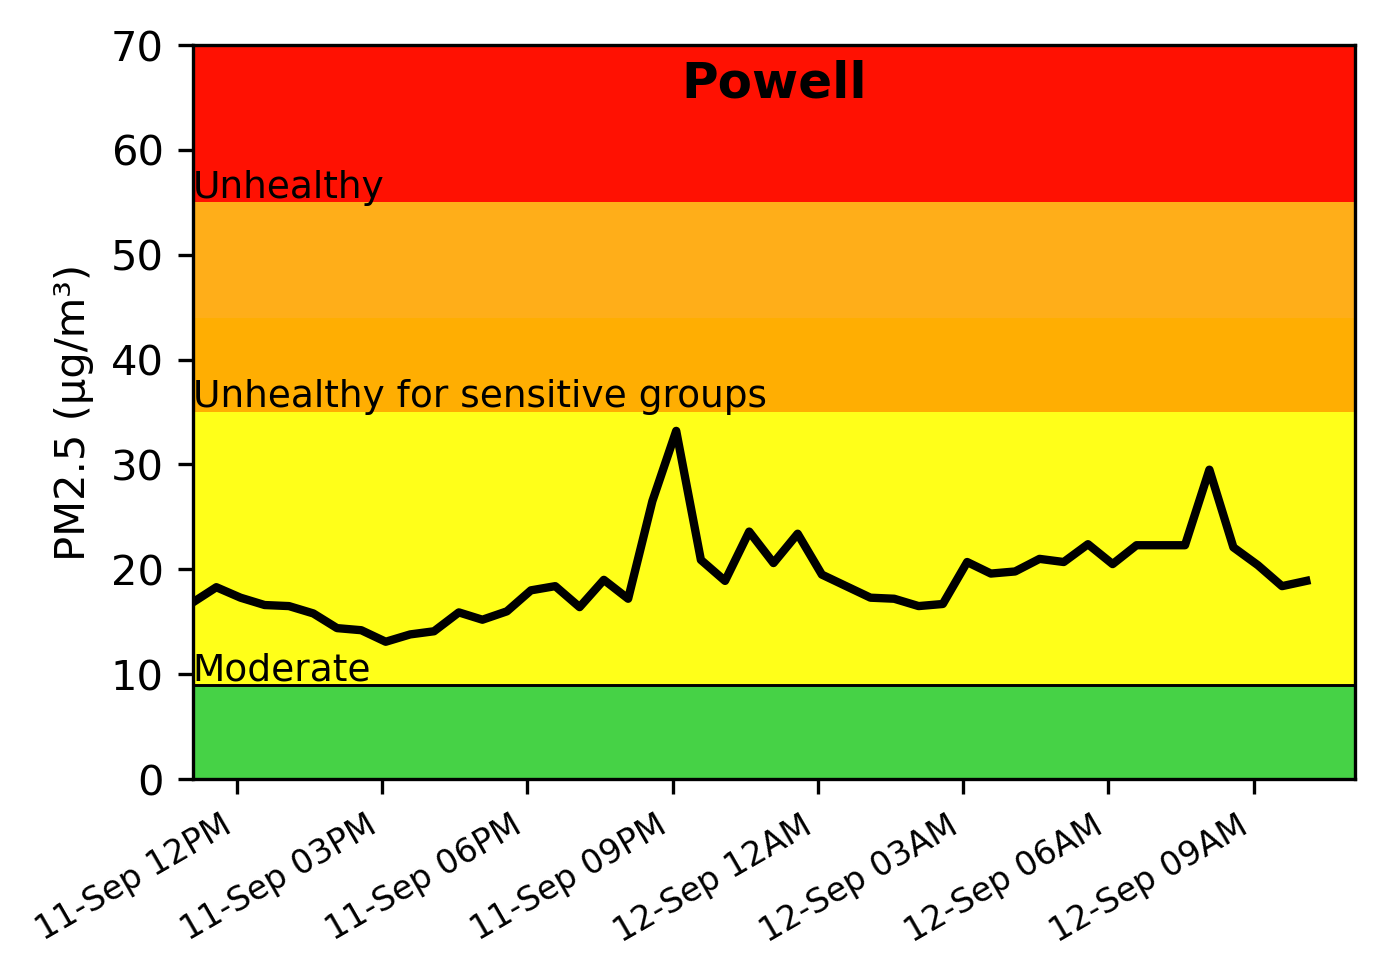 Powell
70
60
50
40
30
20
10
0
PM2.5 (µg/m³)
Unhealthy
Unhealthy for sensitive groups
Moderate
11-Sep 12PM
11-Sep 03PM
11-Sep 06PM
11-Sep 09PM
12-Sep 12AM
12-Sep 03AM
12-Sep 06AM
12-Sep 09AM